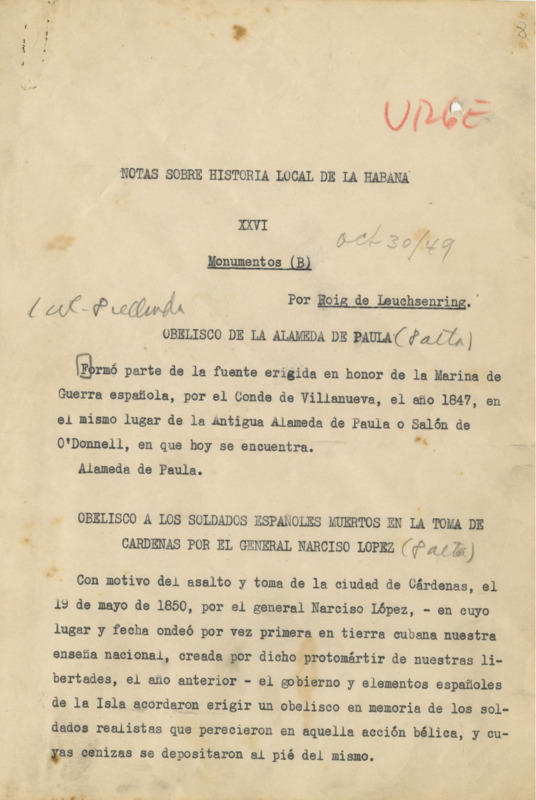 URGE
NOTAS SOBRE HISTORIA LOCAL DE LA HABANA
XXVI
oct 30/49
Monumentos (B)
Por Roig de Leuchsenring.
OBELISCO DE LA ALAMEDA DE PAULA (8 alta)
Formó parte de la fuente erigida en honor de la Marina de
Guerra española, por el Conde de Villanueva, el año 1847, en
el mismo lugar de la Antigua Alameda de Paula o Salón de
O'Donnell, en que hoy se encuentra.
Alameda de Paula.
OBELISCO A LOS SOLDADOS ESPAÑOLES MUERTOS EN LA TOMA DE
CARDENAS POR EL GENERAL NARCISO LOPEZ (8 alta)
Con motivo del asalto y toma de la ciudad de Cárdenas, el
19 de mayo de 1850, por el general Narciso López, - en cuyo
lugar y fecha ondeó por vez primera en tierra cubana nuestra
enseña nacional, creada por dicho protomártir de nuestras li-
bertades, el año anterior - el gobierno y elementos españoles
de la Isla acordaron erigir un obelisco en memoria de los sol-
dados realistas que perecieron en aquella acción bélica, y cu-
yas cenizas se depositaron al pié del mismo.